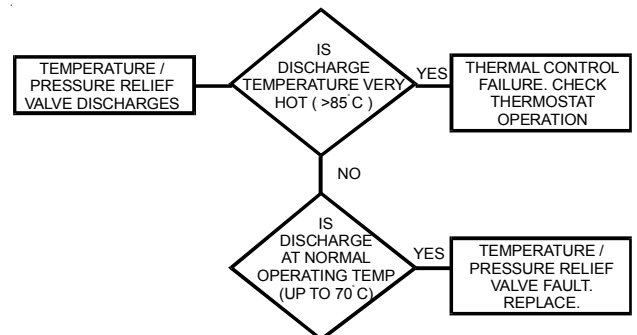 TEMPERATURE /
PRESSURE RELIEF
VALVE DISCHARGES
IS
DISCHARGE
TEMPERATURE VERY
HOT ( >85°C )
YES
THERMAL CONTROL
FAILURE. CHECK
THERMOSTAT
OPERATION
NO
IS
DISCHARGE
AT NORMAL
OPERATING TEMP
(UP TO 70°C)
YES
TEMPERATURE /
PRESSURE RELIEF
VALVE FAULT.
REPLACE.